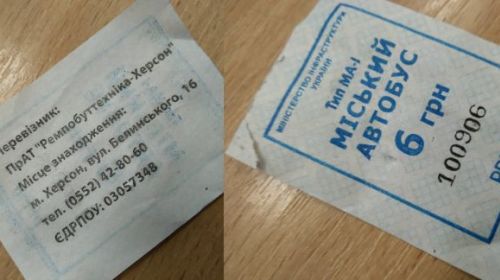 Перевізник:
ПрАТ "Ремпобуттехніка-Херсон"
Місце знаходження:
м. Херсон, вул. Белинського, 16
тел. (0552) 42-80-60
ЄДРПОУ: 03057348
МІНІСТЕРСТВО ІНФРАСТРУКТУРИ
УКРАЇНИ
Тип МА-І
МІСЬКИЙ
АВТОБУС
6 грн
100906